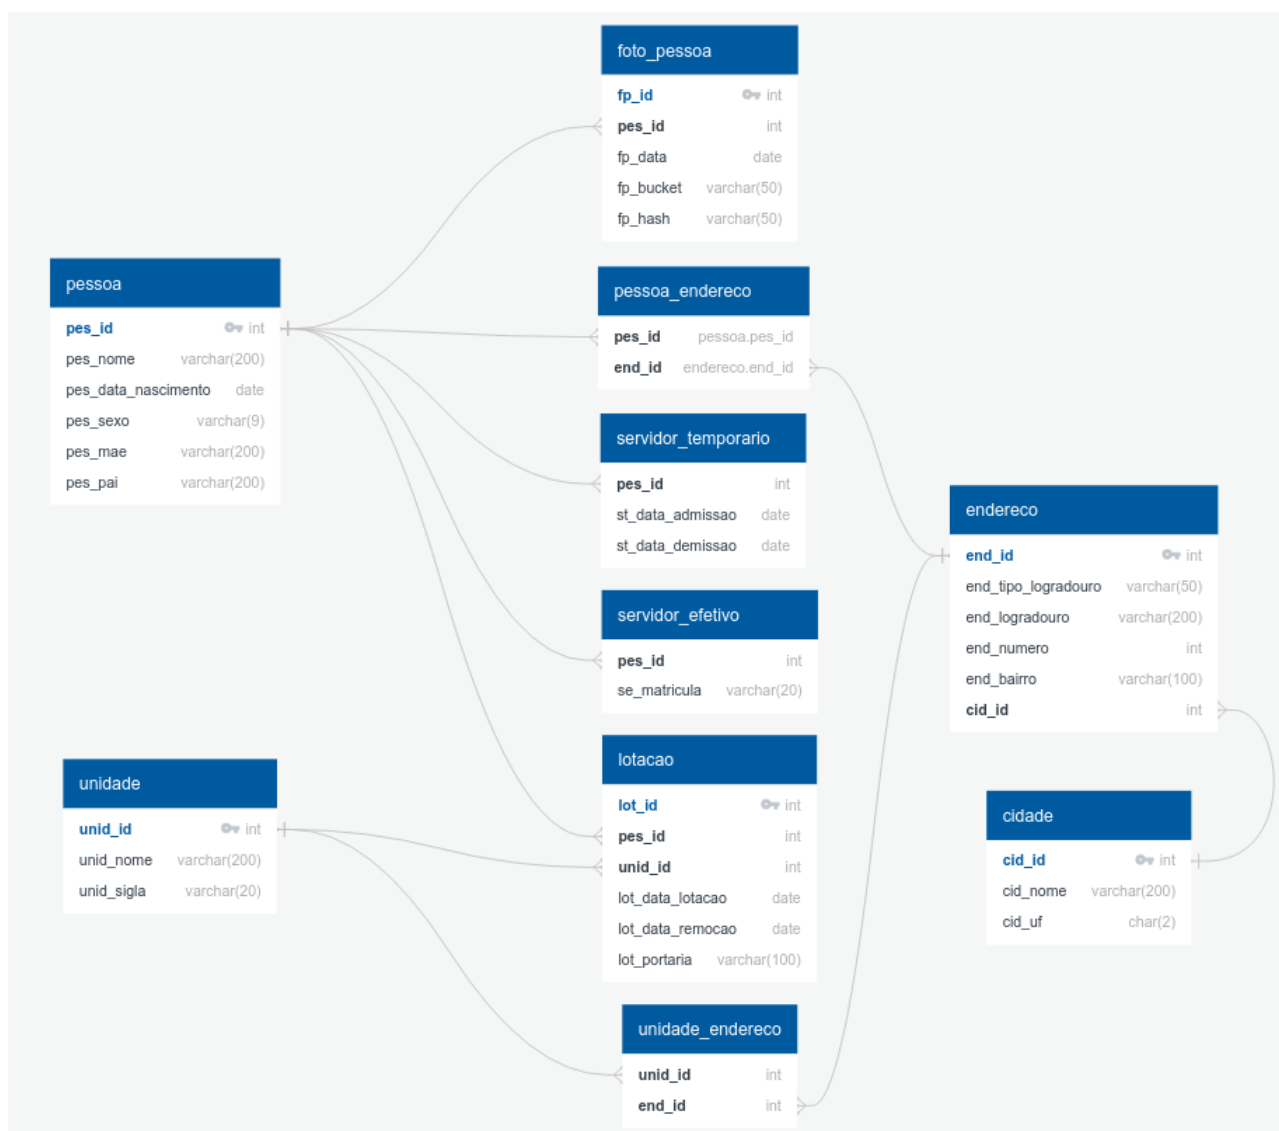 foto_pessoa
fp_id int
pes_id int
fp_data date
fp_bucket varchar(50)
fp_hash varchar(50)
pessoa
pes_id int
pes_nome varchar(200)
pes_data_nascimento date
pes_sexo varchar(9)
pes_mae varchar(200)
pes_pai varchar(200)
pessoa_endereco
pes_id pessoa.pes_id
end_id endereco.end_id
servidor_temporario
pes_id int
st_data_admissao date
st_data_demissao date
servidor_efetivo
pes_id int
se_matricula varchar(20)
endereco
end_id int
end_tipo_logradouro varchar(50)
end_logradouro varchar(200)
end_numero int
end_bairro varchar(100)
cid_id int
unidade
unid_id int
unid_nome varchar(200)
unid_sigla varchar(20)
lotacao
lot_id int
pes_id int
unid_id int
lot_data_lotacao date
lot_data_remocao date
lot_portaria varchar(100)
cidade
cid_id int
cid_nome varchar(200)
cid_uf char(2)
unidade_endereco
unid_id int
end_id int